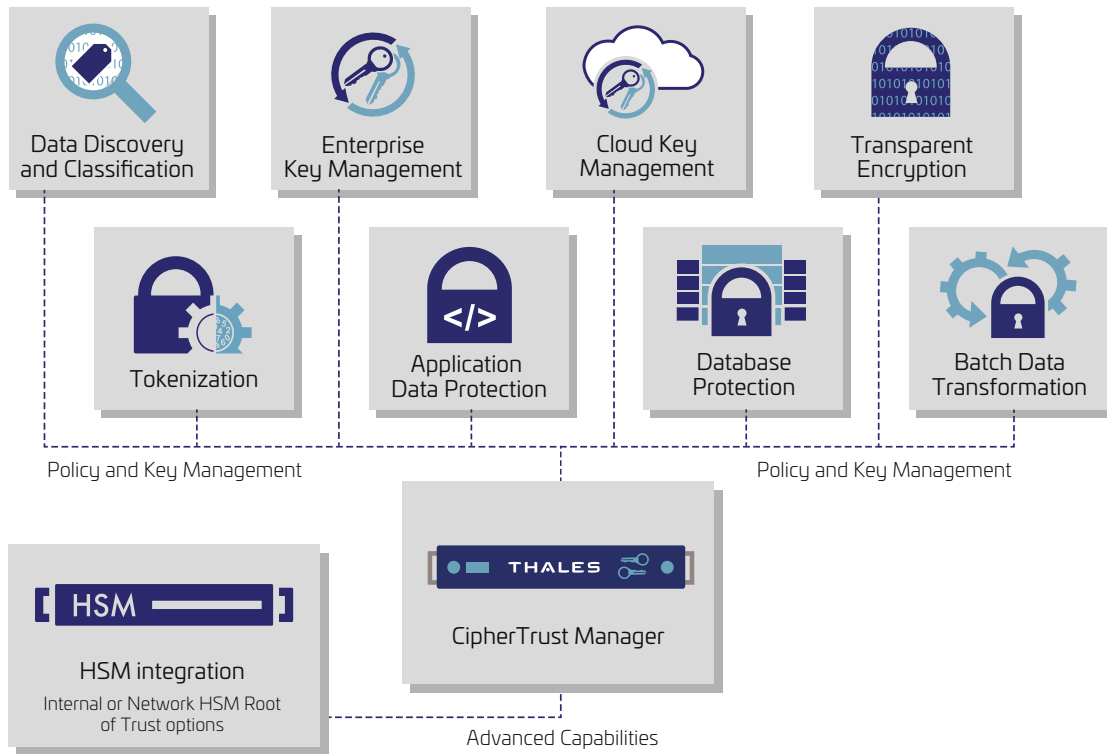 Data Discovery
and Classification
Enterprise
Key Management
Cloud Key
Management
Transparent
Encryption
Tokenization
</>
Application
Data Protection
Database
Protection
Batch Data
Transformation
Policy and Key Management
Policy and Key Management
THALES
CipherTrust Manager
HSM
HSM integration
Internal or Network HSM Root
of Trust options
Advanced Capabilities